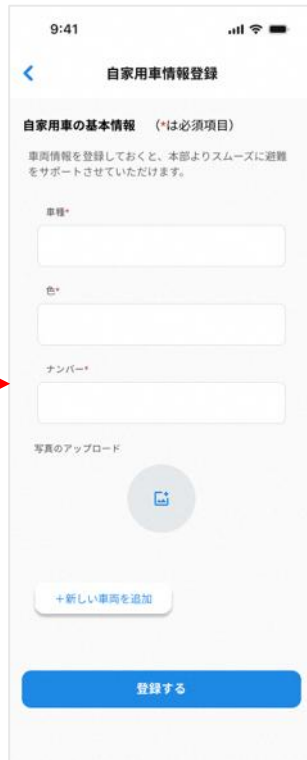 9:41
自家用車情報登録
自家用車の基本情報 （*は必須項目）
車両情報を登録しておくと、本部よりスムーズに避難
をサポートさせていただけます。
車種*
色*
ナンバー*
写真のアップロード
+新しい車両を追加
登録する